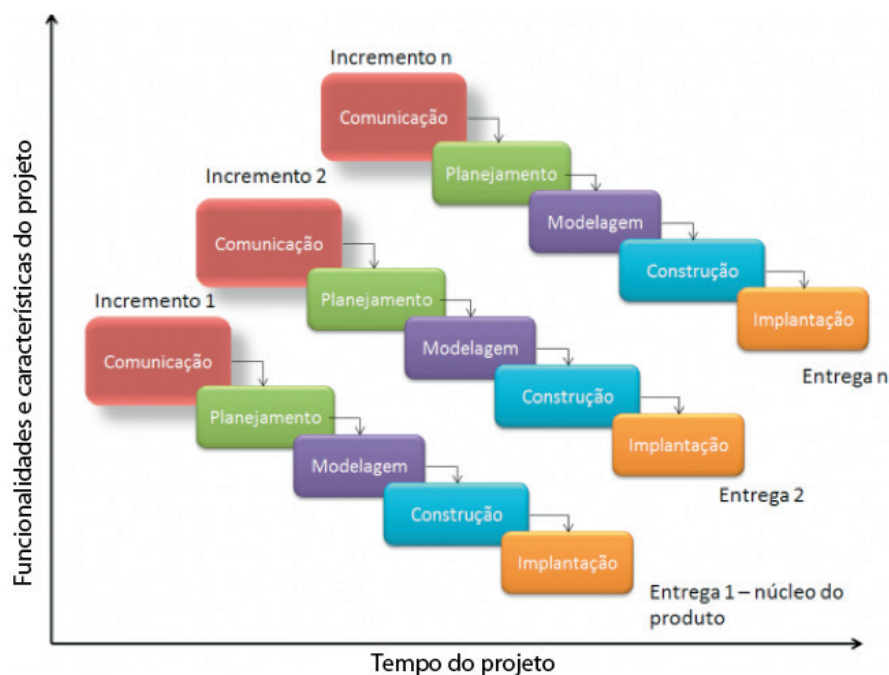 Funcionalidades e características do projeto
Incremento n
Comunicação
Planejamento
Modelagem
Construção
Implantação
Entrega n
Incremento 2
Comunicação
Planejamento
Modelagem
Construção
Implantação
Entrega 2
Incremento 1
Comunicação
Planejamento
Modelagem
Construção
Implantação
Entrega 1 – núcleo do
produto
Tempo do projeto